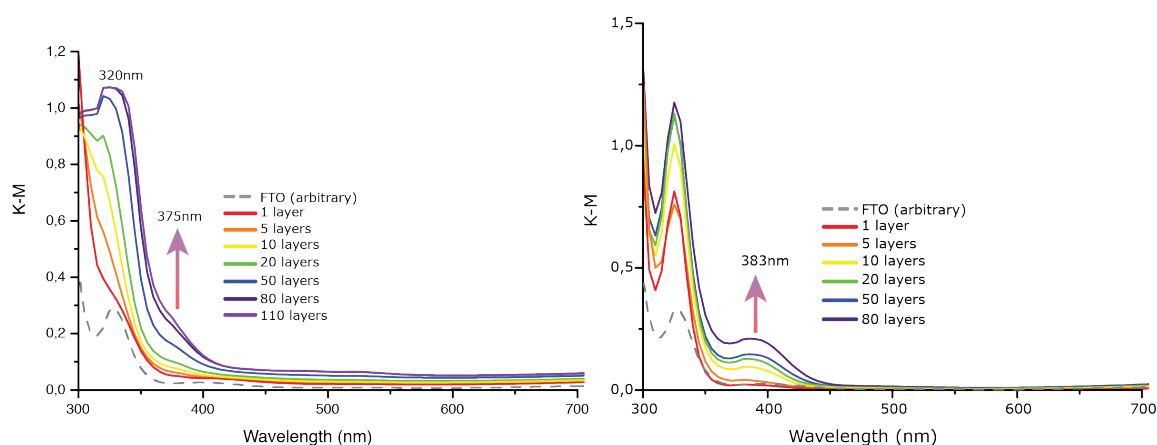 1,2
1,0
0,8
0,6
0,4
0,2
0,0
K-M
320nm
375nm
FTO (arbitrary)
1 layer
5 layers
10 layers
20 layers
50 layers
80 layers
110 layers
300
400
500
600
700
Wavelength (nm)
1,5
1,0
0,5
0,0
K-M
383nm
FTO (arbitrary)
1 layer
5 layers
10 layers
20 layers
50 layers
80 layers
300
400
500
600
700
Wavelength (nm)